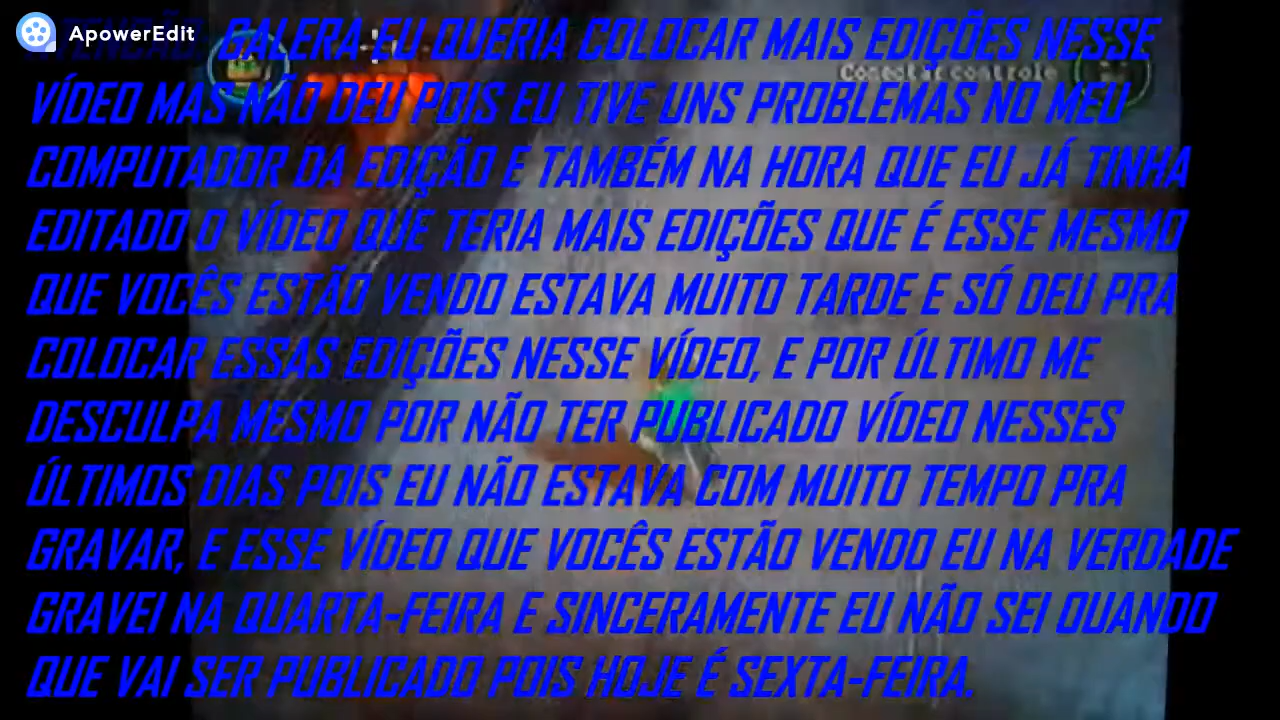 ApowerEdit
ATENSÃO, GALERA EU QUERIA COLOCAR MAIS EDIÇÕES NESSE
Conectar controle
VÍDEO MAS NÃO DEU POIS EU TIVE UNS PROBLEMAS NO MEU
COMPUTADOR DA EDIÇÃO E TAMBÉM NA HORA QUE EU JÁ TINHA
EDITADO O VÍDEO QUE TERIA MAIS EDIÇÕES QUE É ESSE MESMO
QUE VOCÊS ESTÃO VENDO ESTAVA MUITO TARDE E SÓ DEU PRA
COLOCAR ESSAS EDIÇÕES NESSE VÍDEO, E POR ÚLTIMO ME
DESCULPA MESMO POR NÃO TER PUBLICADO VÍDEO NESSES
ÚLTIMOS DIAS POIS EU NÃO ESTAVA COM MUITO TEMPO PRA
GRAVAR, E ESSE VÍDEO QUE VOCÊS ESTÃO VENDO EU NA VERDADE
GRAVEI NA QUARTA-FEIRA E SINCERAMENTE EU NÃO SEI QUANDO
QUE VAI SER PUBLICADO POIS HOJE É SEXTA-FEIRA.